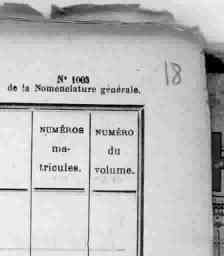 N° 1003
de la Nomenclature générale.
18
NUMÉROS
ma-
tricules.
NUMÉRO
du
volume.